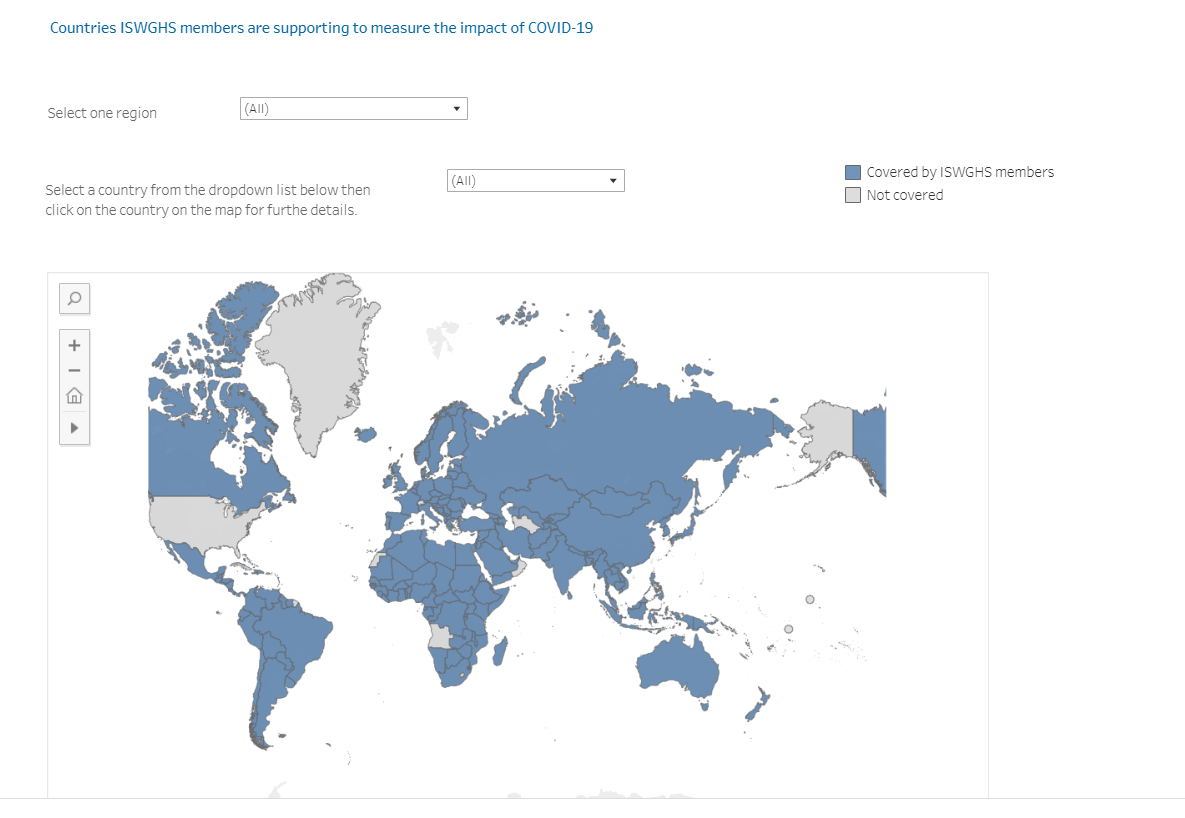 Countries ISWGHS members are supporting to measure the impact of COVID-19
Select one region
(All)
Select a country from the dropdown list below then
click on the country on the map for furthe details.
(All)
Covered by ISWGHS members
Not covered